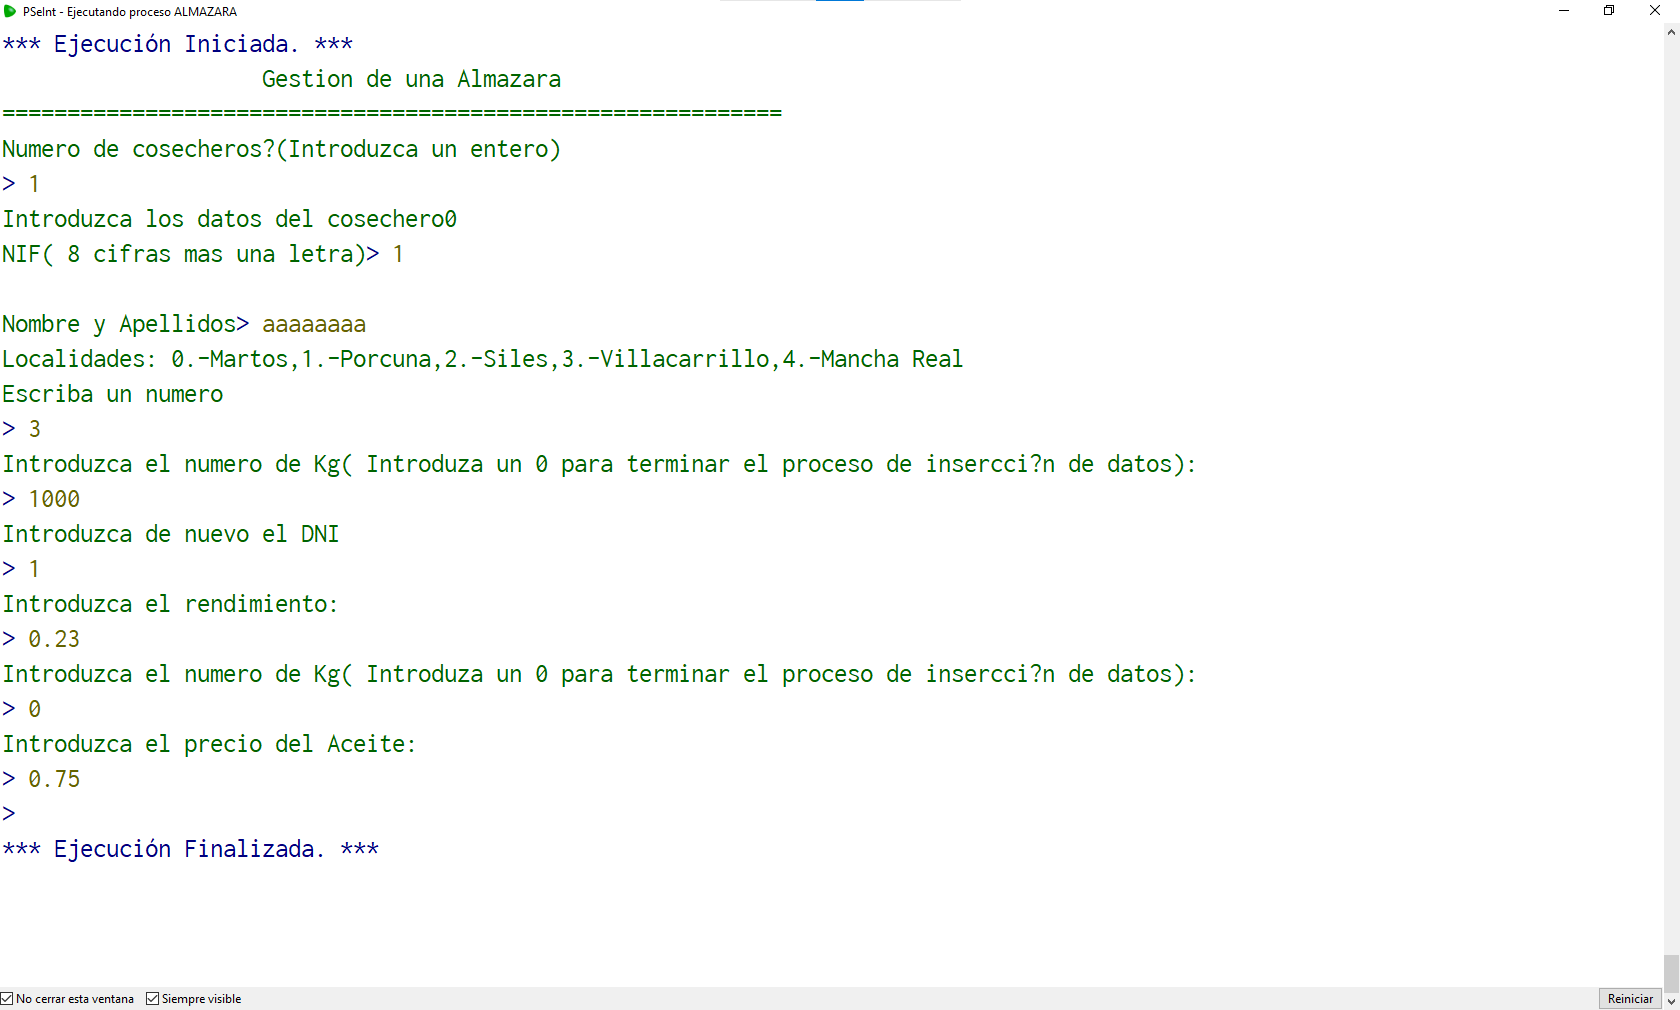 PSeInt - Ejecutando proceso ALMAZARA
*** Ejecución Iniciada. ***
Gestion de una Almazara
============================================================
Numero de cosecheros?(Introduzca un entero)
> 1
Introduzca los datos del cosechero0
NIF( 8 cifras mas una letra)> 1
Nombre y Apellidos> aaaaaaaa
Localidades: 0.-Martos,1.-Porcuna,2.-Siles,3.-Villacarrillo,4.-Mancha Real
Escriba un numero
> 3
Introduzca el numero de Kg( Introduza un 0 para terminar el proceso de insercci?n de datos):
> 1000
Introduzca de nuevo el DNI
> 1
Introduzca el rendimiento:
> 0.23
Introduzca el numero de Kg( Introduza un 0 para terminar el proceso de insercci?n de datos):
> 0
Introduzca el precio del Aceite:
> 0.75
>
*** Ejecución Finalizada. ***
No cerrar esta ventana Siempre visible Reiniciar